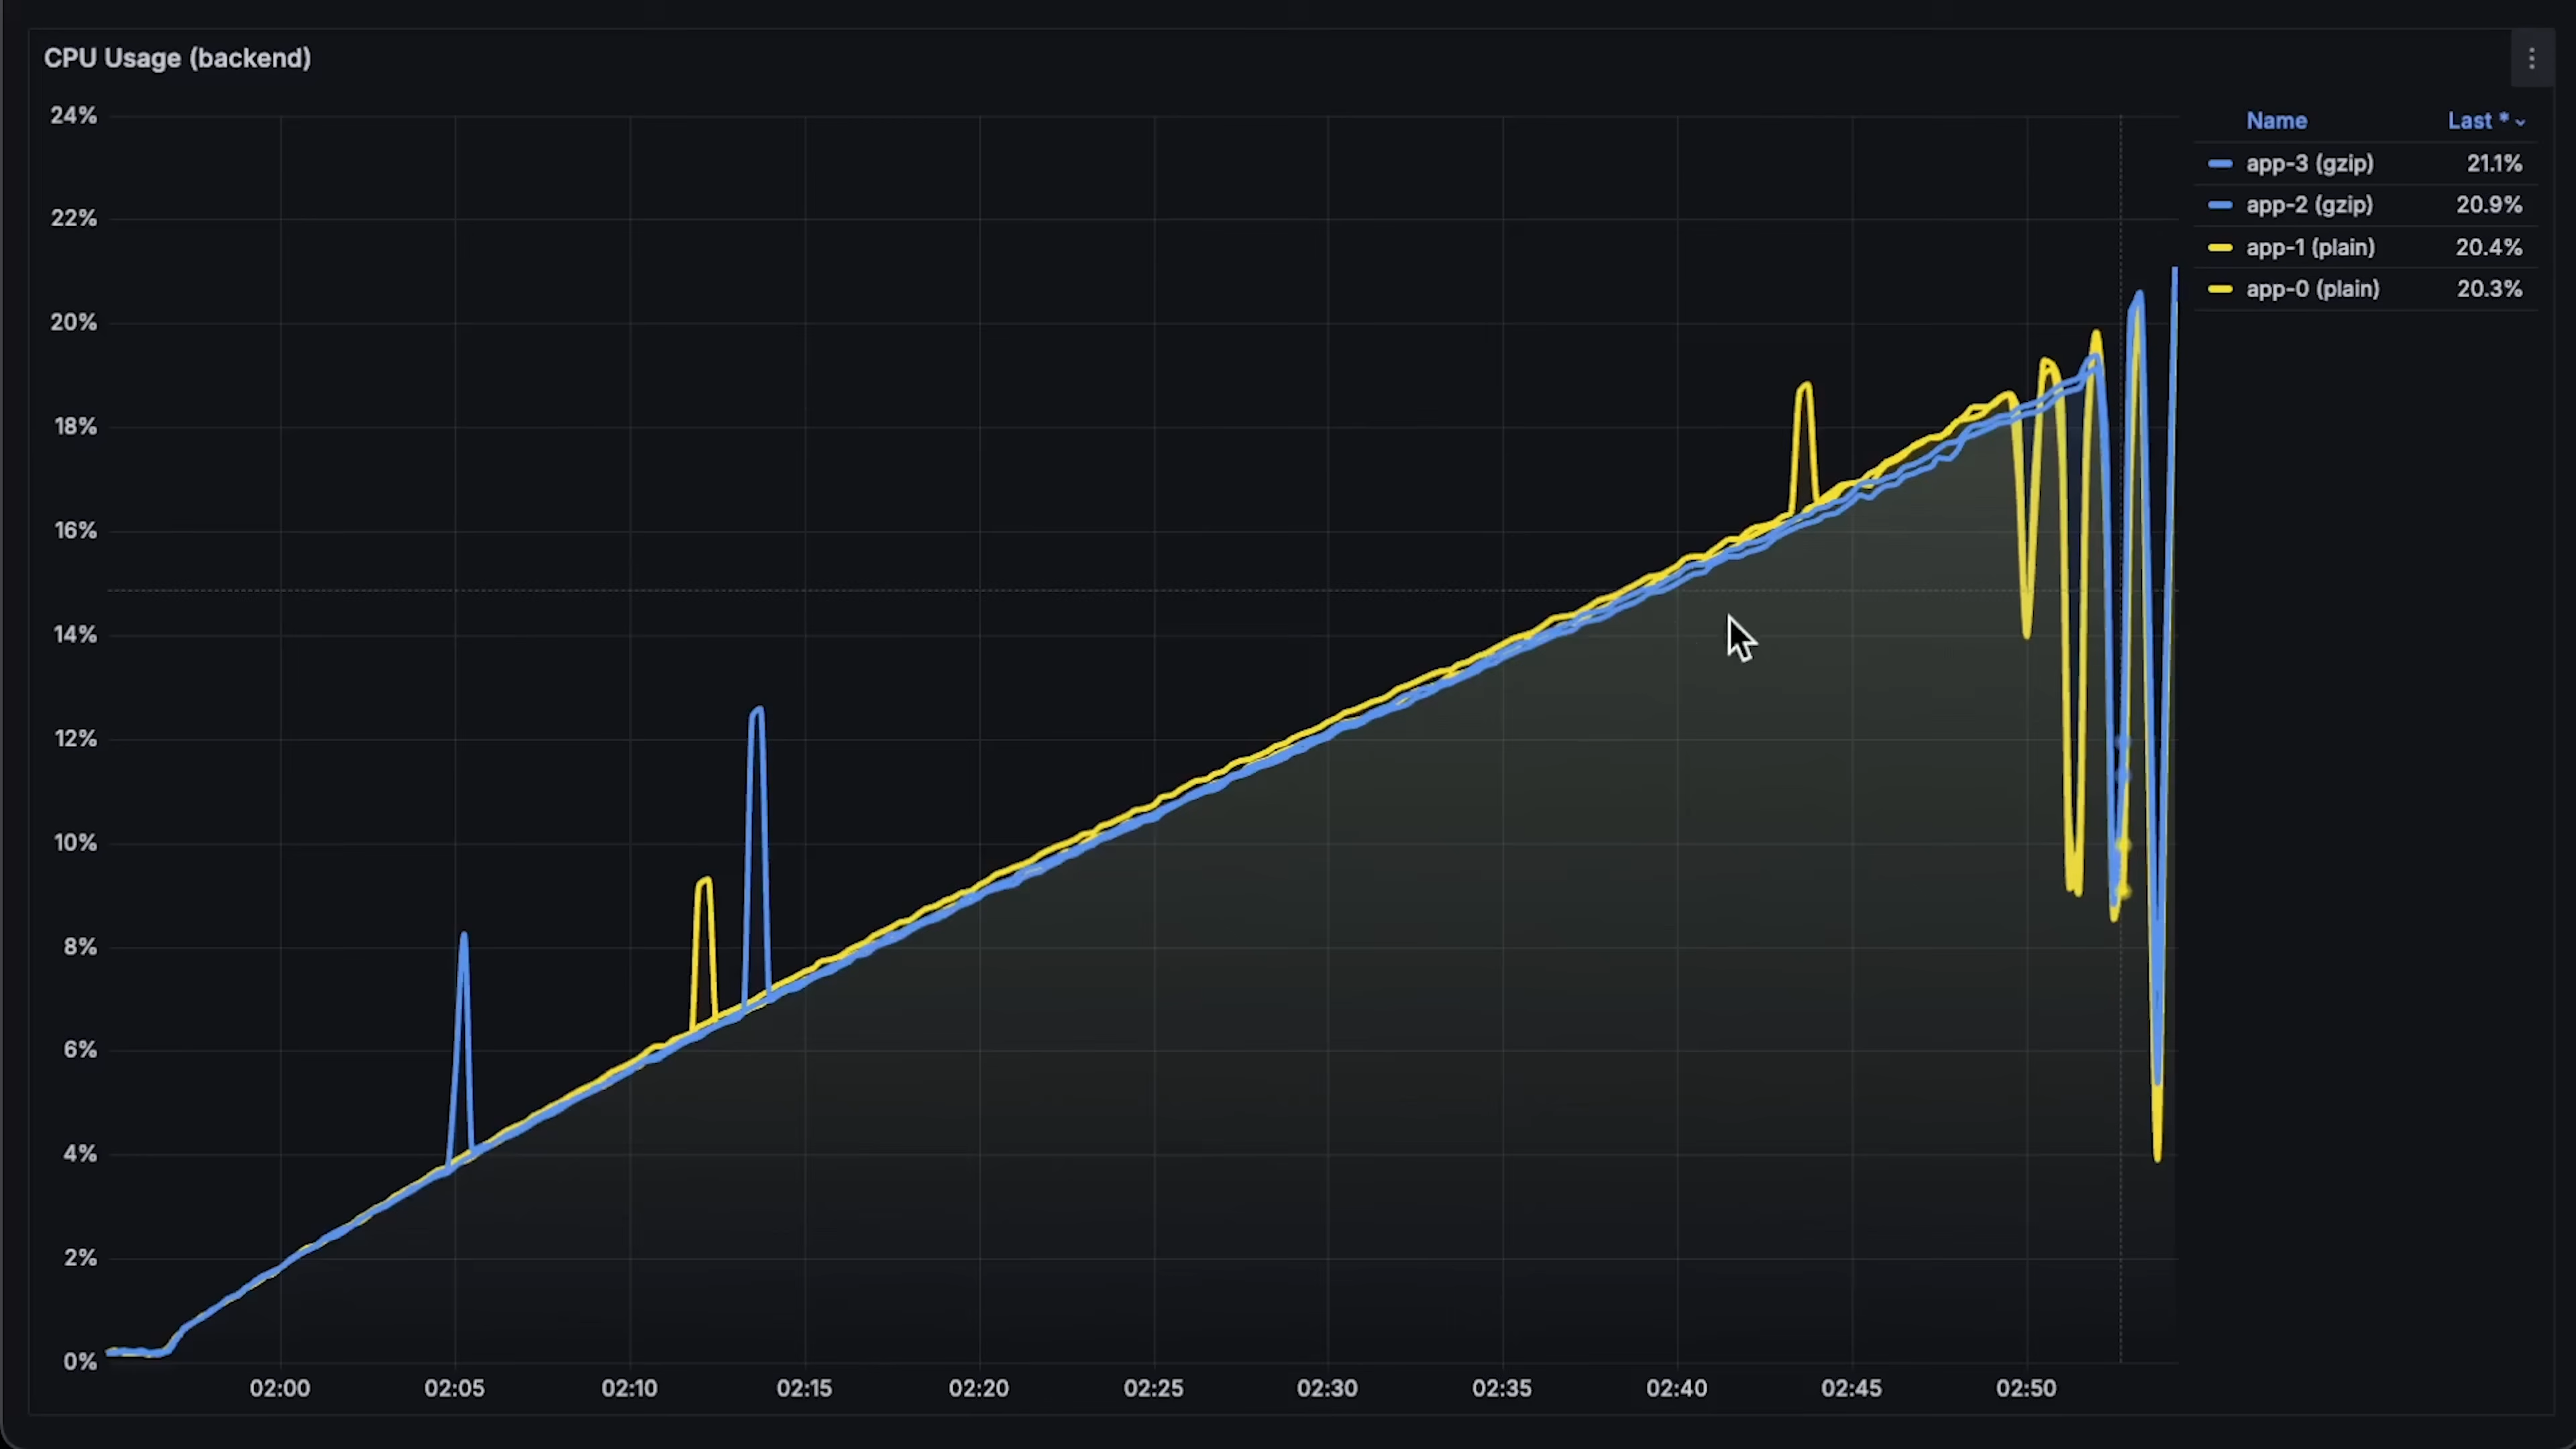 CPU Usage (backend)
24%
22%
20%
18%
16%
14%
12%
10%
8%
6%
4%
2%
0%
02:00 02:05 02:10 02:15 02:20 02:25 02:30 02:35 02:40 02:45 02:50
Name Last *
app-3 (gzip) 21.1%
app-2 (gzip) 20.9%
app-1 (plain) 20.4%
app-0 (plain) 20.3%